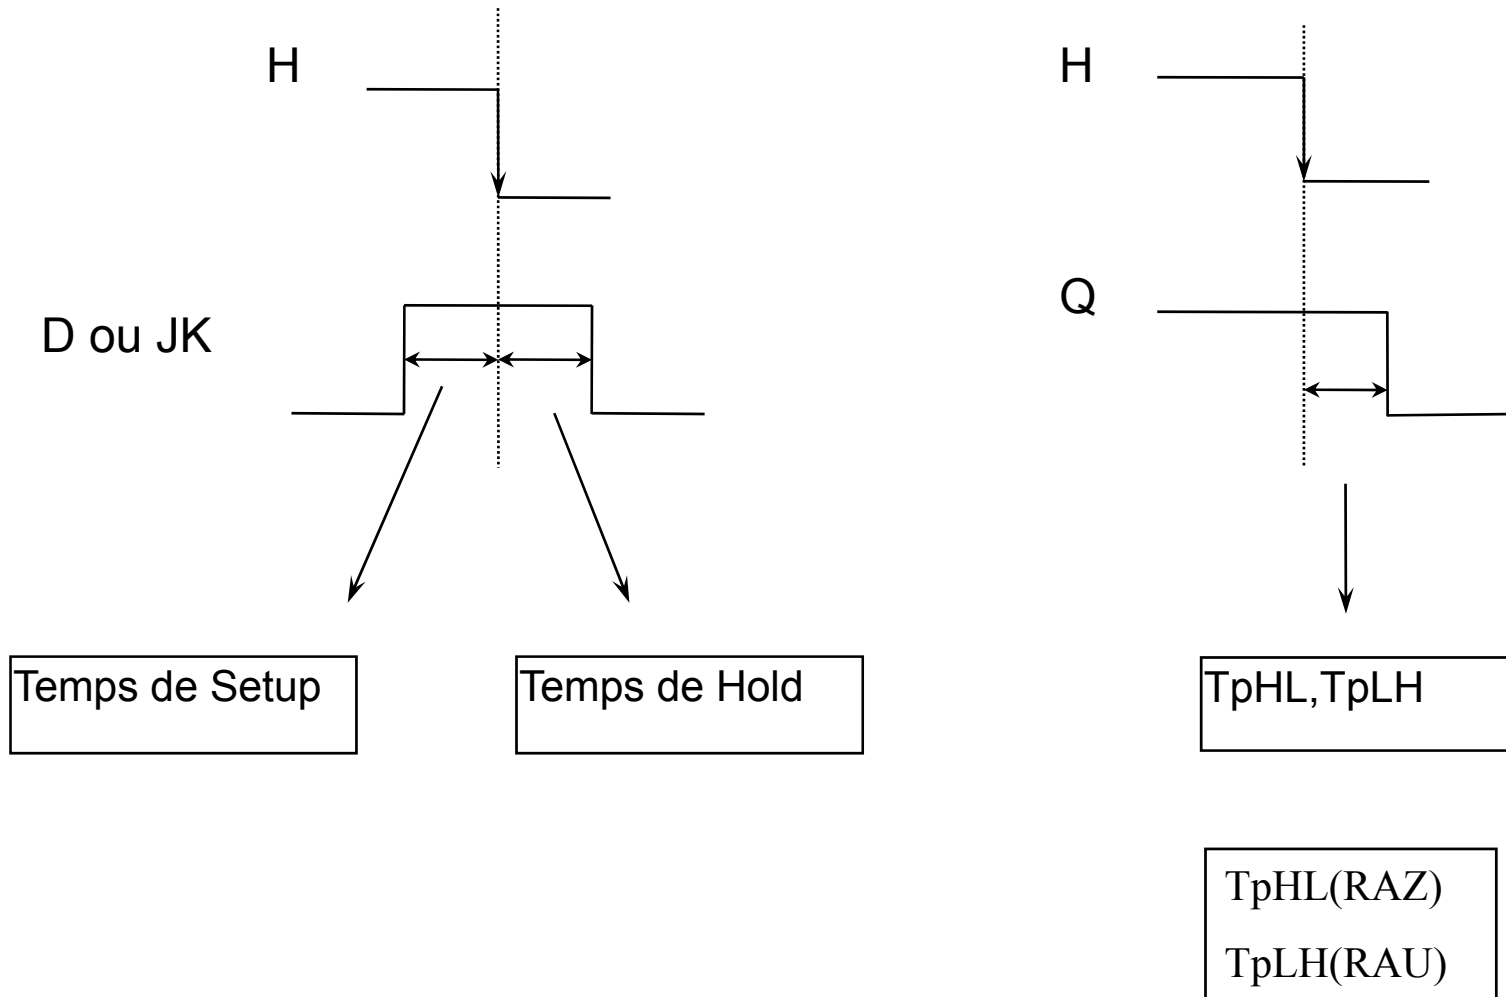 H
D ou JK
Temps de Setup
Temps de Hold
H
Q
TpHL,TpLH
TpHL(RAZ)
TpLH(RAU)